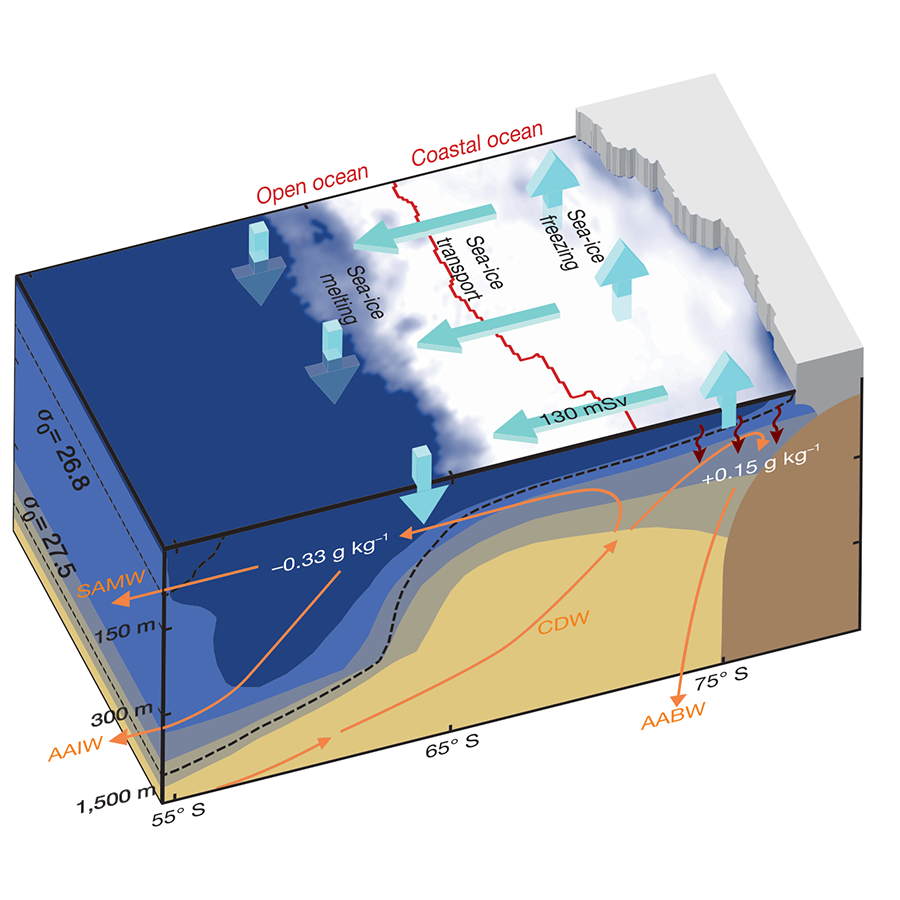 Coastal ocean
Open ocean
Sea-ice
freezing
Sea-ice
transport
Sea-ice
melting
130 mSv
σ₀= 26.8
σ₀= 27.5
+0.15 g kg⁻¹
−0.33 g kg⁻¹
SAMW
150 m
CDW
300 m
AAIW
AABW
75° S
65° S
1,500 m
55° S